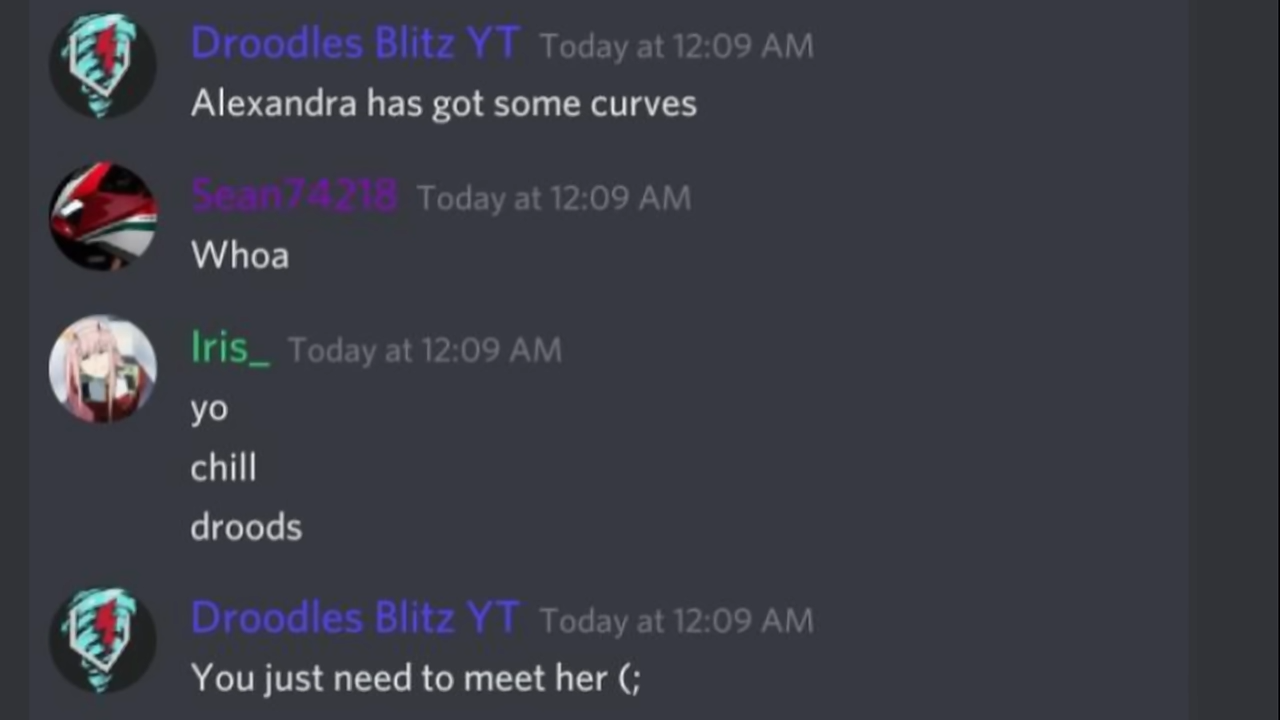 Droodles Blitz YT Today at 12:09 AM
Alexandra has got some curves
Sean74218 Today at 12:09 AM
Whoa
Iris_ Today at 12:09 AM
yo
chill
droods
Droodles Blitz YT Today at 12:09 AM
You just need to meet her (;